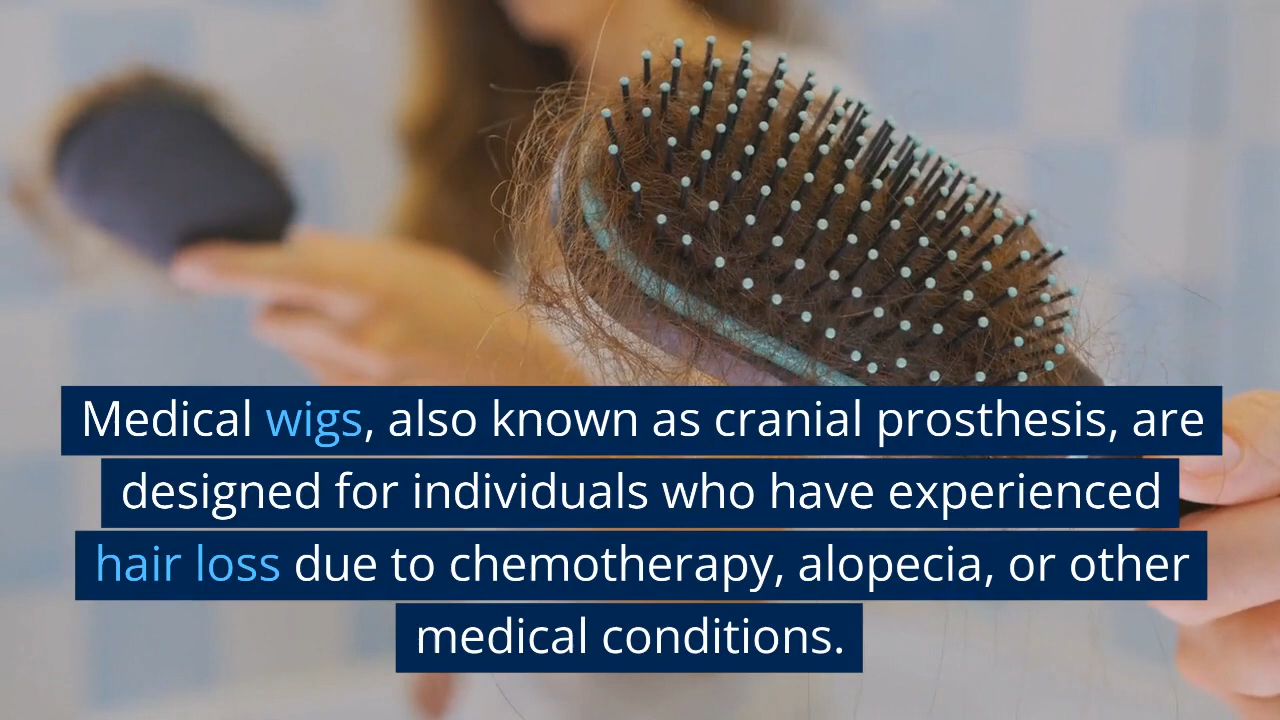 Medical wigs, also known as cranial prosthesis, are
designed for individuals who have experienced
hair loss due to chemotherapy, alopecia, or other
medical conditions.